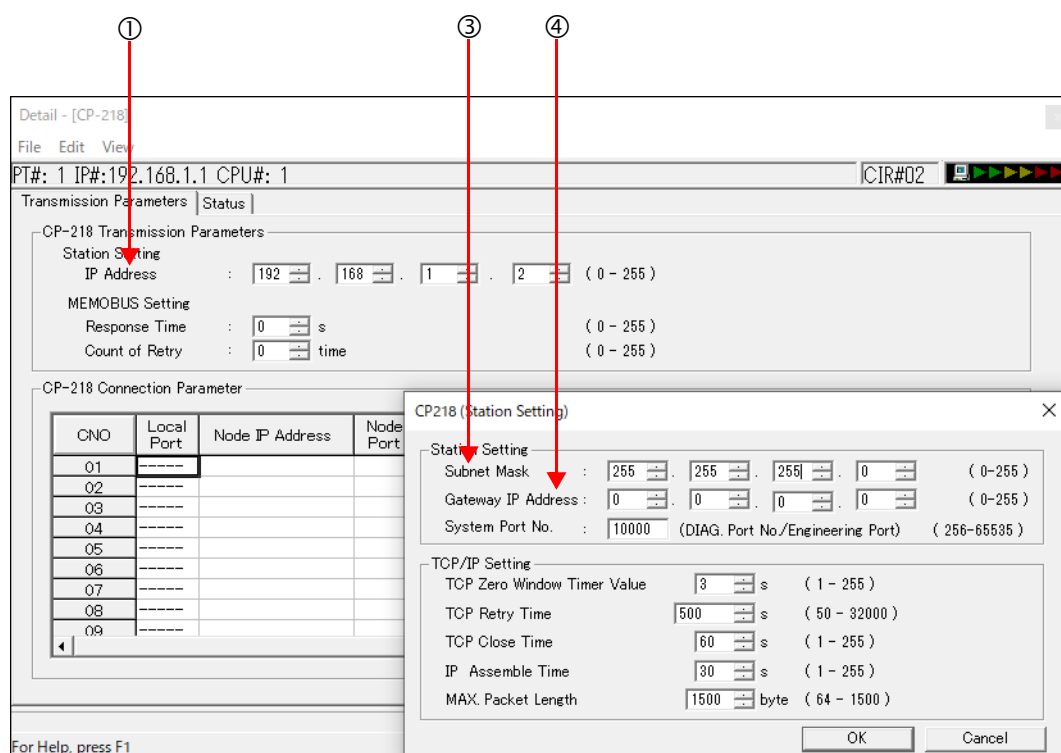 ① ③ ④
Detail - [CP-218]
File Edit View
PT#: 1 IP#:192.168.1.1 CPU#: 1 CIR#02
Transmission Parameters Status
CP-218 Transmission Parameters
Station Setting
IP Address : 192 . 168 . 1 . 2 ( 0 - 255 )
MEMOBUS Setting
Response Time : 0 s ( 0 - 255 )
Count of Retry : 0 time ( 0 - 255 )
CP-218 Connection Parameter
CNO Local Port Node IP Address Node Port
01 -----
02 -----
03 -----
04 -----
05 -----
06 -----
07 -----
08 -----
09 -----
For Help, press F1
CP218 (Station Setting)
Station Setting
Subnet Mask : 255 . 255 . 255 . 0 ( 0-255 )
Gateway IP Address : 0 . 0 . 0 . 0 ( 0-255 )
System Port No. : 10000 (DIAG. Port No./Engineering Port) ( 256-65535 )
TCP/IP Setting
TCP Zero Window Timer Value 3 s ( 1 - 255 )
TCP Retry Time 500 s ( 50 - 32000 )
TCP Close Time 60 s ( 1 - 255 )
IP Assemble Time 30 s ( 1 - 255 )
MAX. Packet Length 1500 byte ( 64 - 1500 )
OK Cancel